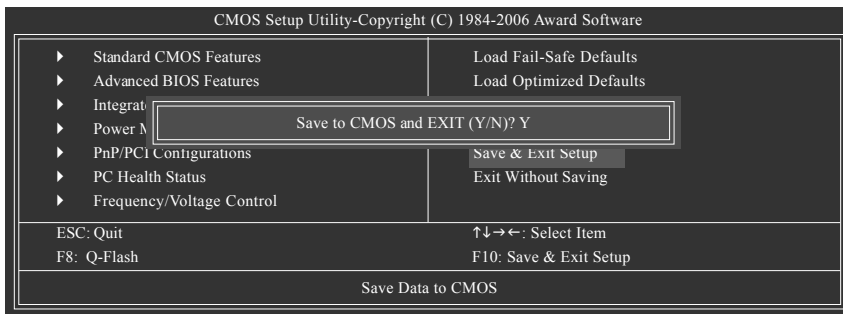 CMOS Setup Utility-Copyright (C) 1984-2006 Award Software
Standard CMOS Features
Advanced BIOS Features
Power
PnP/PCI Configurations
PC Health Status
Frequency/Voltage Control
Load Fail-Safe Defaults
Load Optimized Defaults
Save to CMOS and EXIT (Y/N)? Y
Save & Exit Setup
Exit Without Saving
ESC: Quit
↑↓→←: Select Item
F8: Q-Flash
F10: Save & Exit Setup
Save Data to CMOS